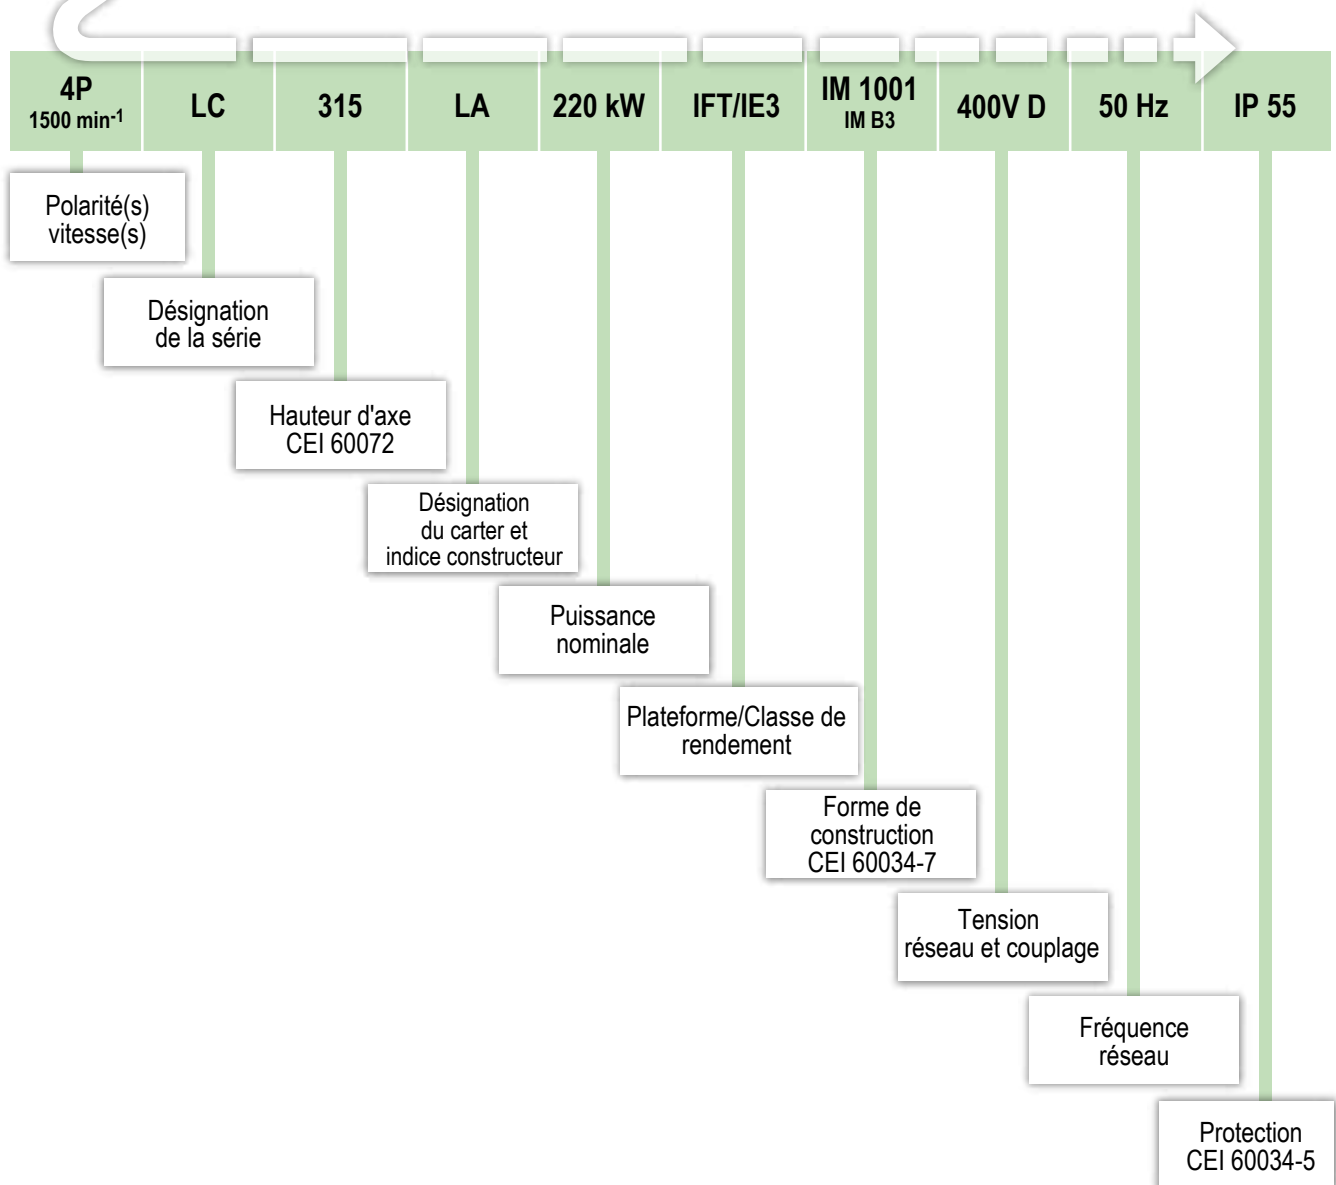 4P
1500 min-1
LC
315
LA
220 kW
IFT/IE3
IM 1001
IM B3
400V D
50 Hz
IP 55
Polarité(s)
vitesse(s)
Désignation
de la série
Hauteur d'axe
CEI 60072
Désignation
du carter et
indice constructeur
Puissance
nominale
Plateforme/Classe de
rendement
Forme de
construction
CEI 60034-7
Tension
réseau et couplage
Fréquence
réseau
Protection
CEI 60034-5